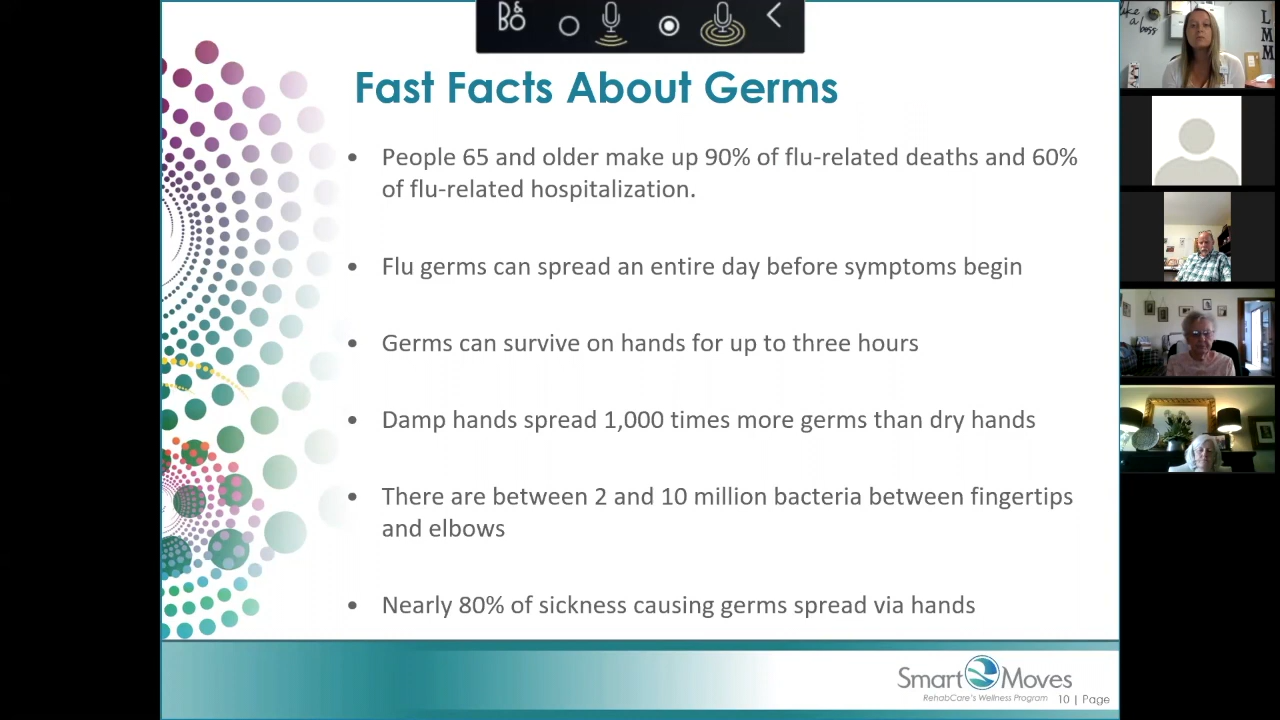 B&O
Fast Facts About Germs
• People 65 and older make up 90% of flu-related deaths and 60%
of flu-related hospitalization.
• Flu germs can spread an entire day before symptoms begin
• Germs can survive on hands for up to three hours
• Damp hands spread 1,000 times more germs than dry hands
• There are between 2 and 10 million bacteria between fingertips
and elbows
• Nearly 80% of sickness causing germs spread via hands
Smart Moves
RehabCare's Wellness Program
10 | Page
like
a
boss
L
M
M